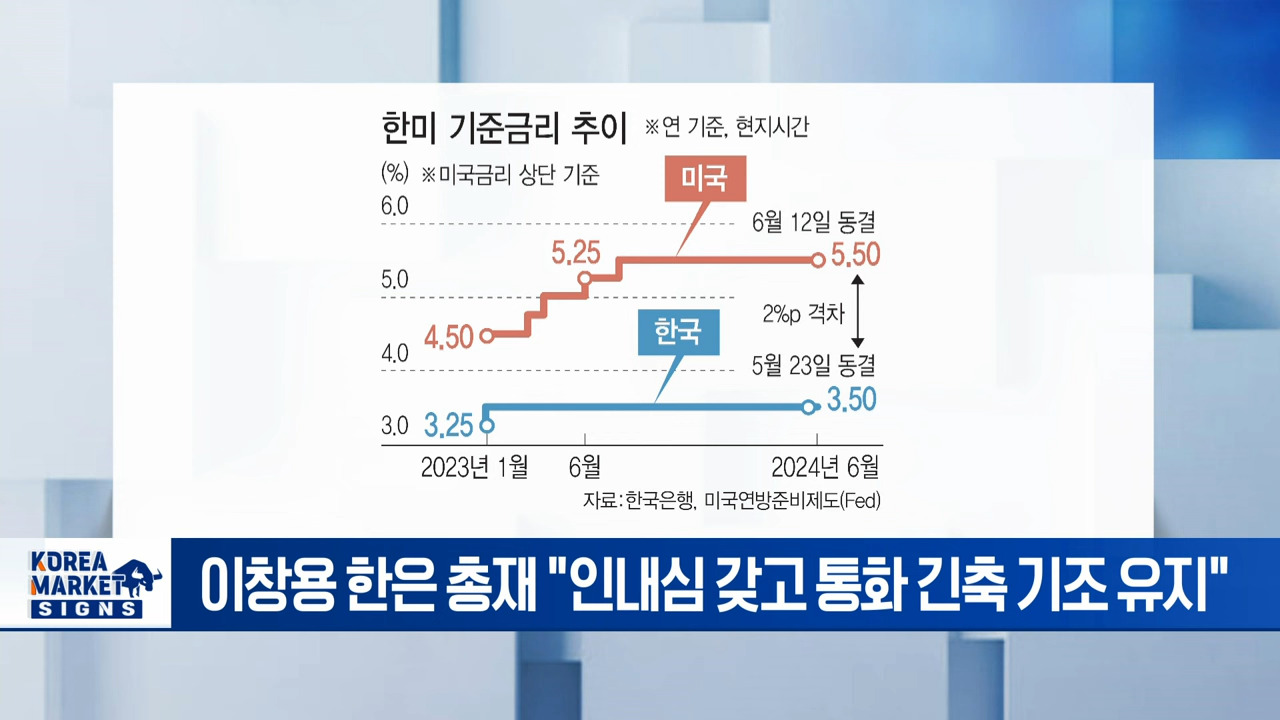 한미 기준금리 추이 ※연 기준, 현지시간
(%) ※미국금리 상단 기준
미국
6.0
6월 12일 동결
5.25
5.50
5.0
2%p 격차
한국
4.50
4.0
5월 23일 동결
3.50
3.0 3.25
2023년 1월 6월 2024년 6월
자료:한국은행, 미국연방준비제도(Fed)
KOREA
MARKET
SIGNS
이창용 한은 총재 "인내심 갖고 통화 긴축 기조 유지"